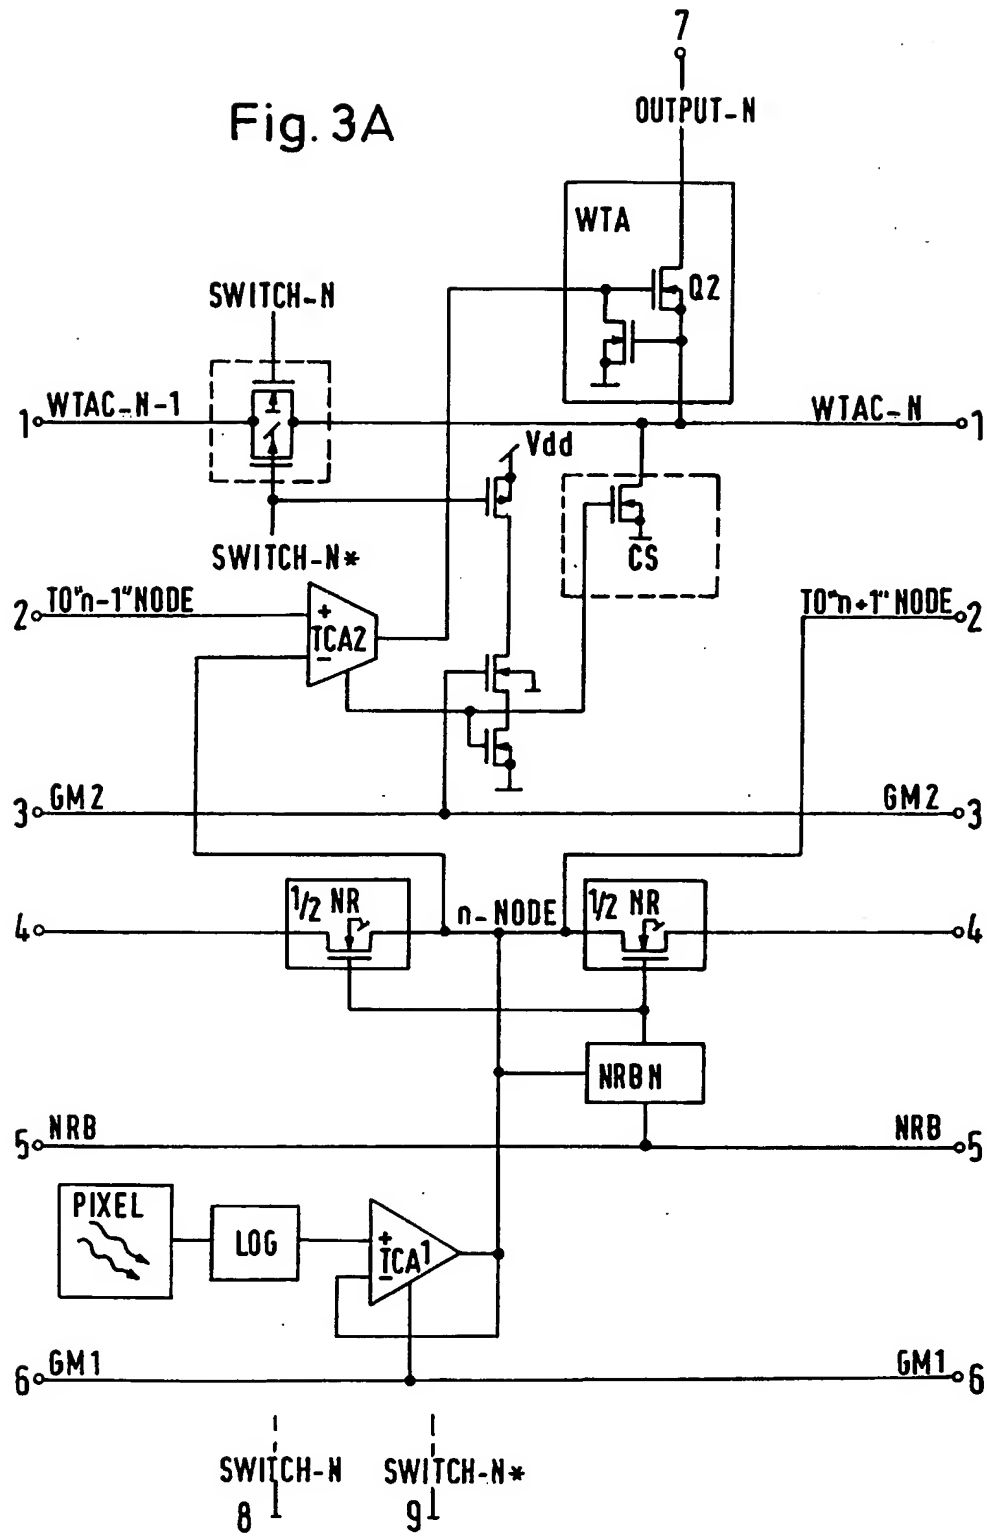 7
OUTPUT-N
Fig. 3A
WTA
Q2
SWITCH-N
1 WTAC-N-1
WTAC-N 1
Vdd
SWITCH-N*
CS
2 TO"n-1"NODE
TO"n+1" NODE 2
+
TCA2
-
3 GM2
GM2 3
1/2 NR
n-NODE
1/2 NR
4
4
NRBN
5 NRB
NRB 5
PIXEL
LOG
+
TCA1
-
6 GM1
GM1 6
SWITCH-N
SWITCH-N*
8
9